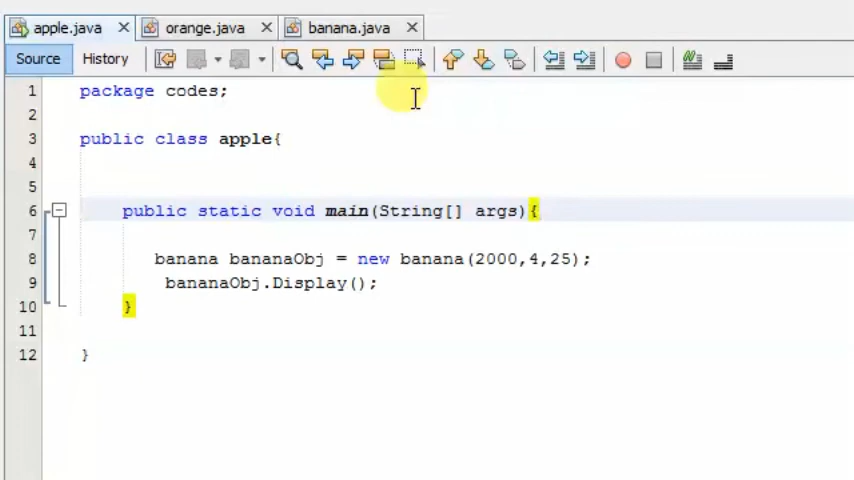 apple.java orange.java banana.java
Source History
1 package codes;
2
3 public class apple{
4
5
6 public static void main(String[] args){
7
8 banana bananaObj = new banana(2000,4,25);
9 bananaObj.Display();
10 }
11
12 }